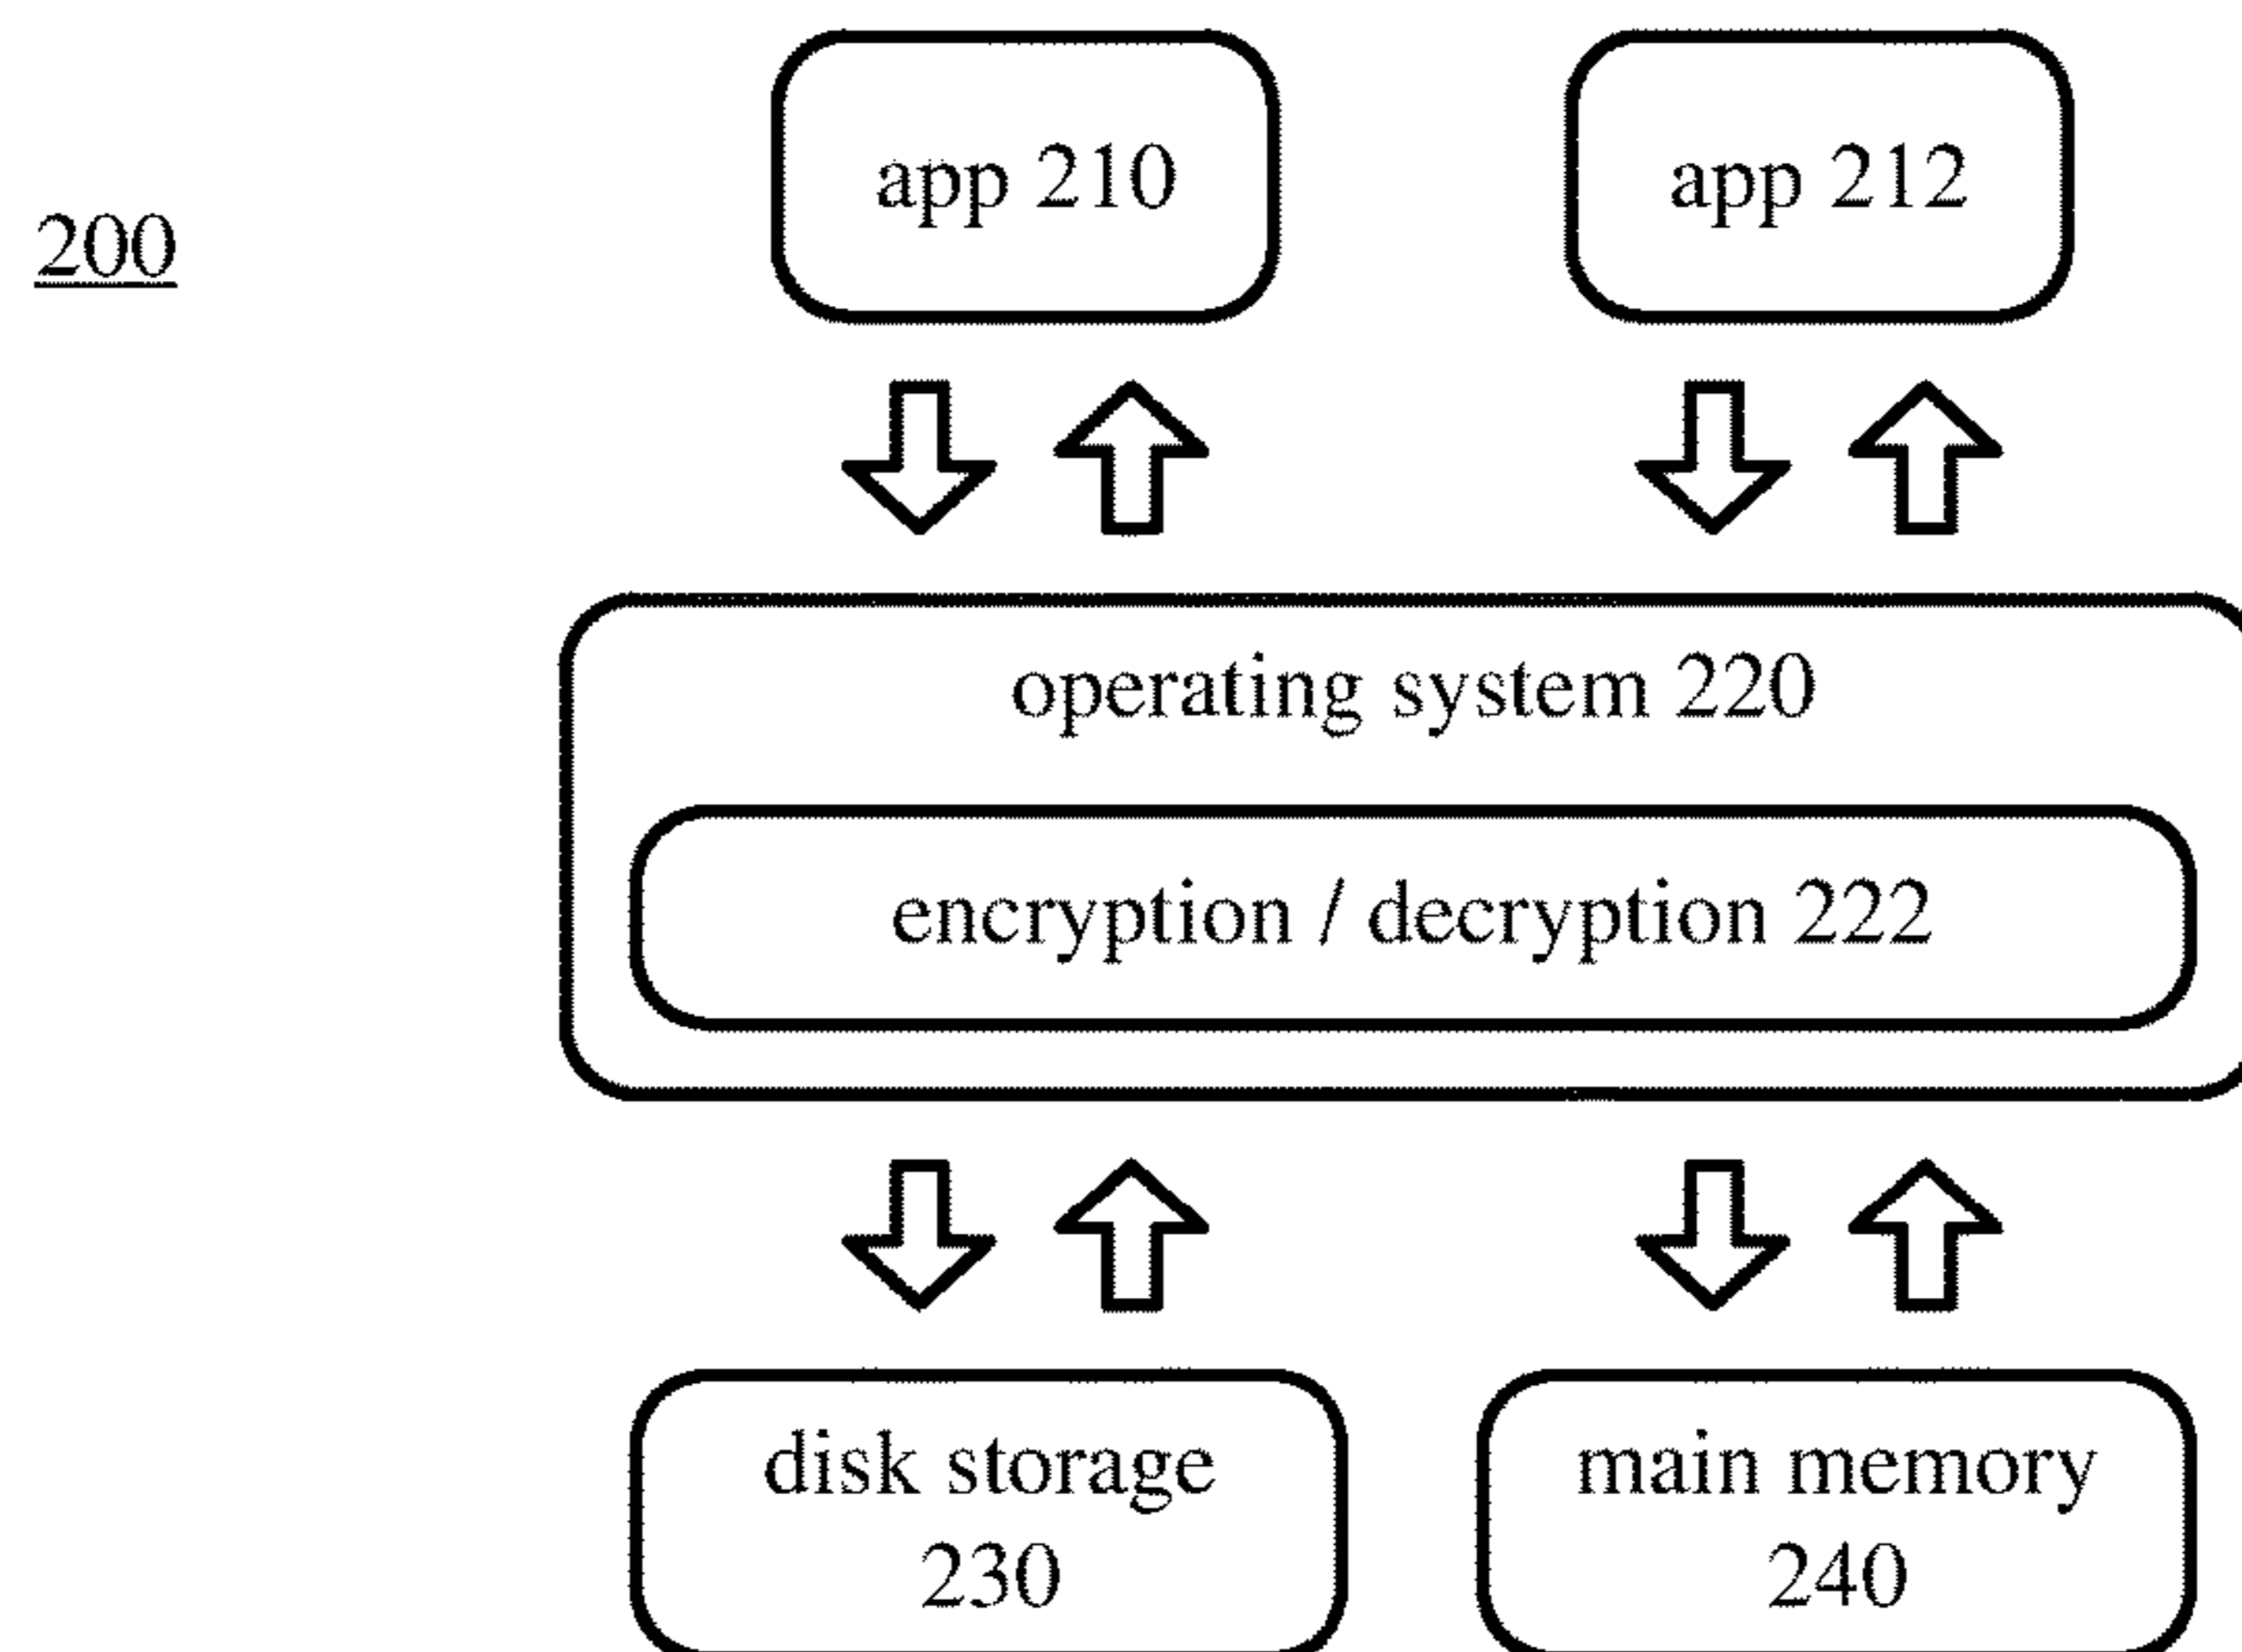 200
app 210
app 212
operating system 220
encryption / decryption 222
disk storage
230
main memory
240